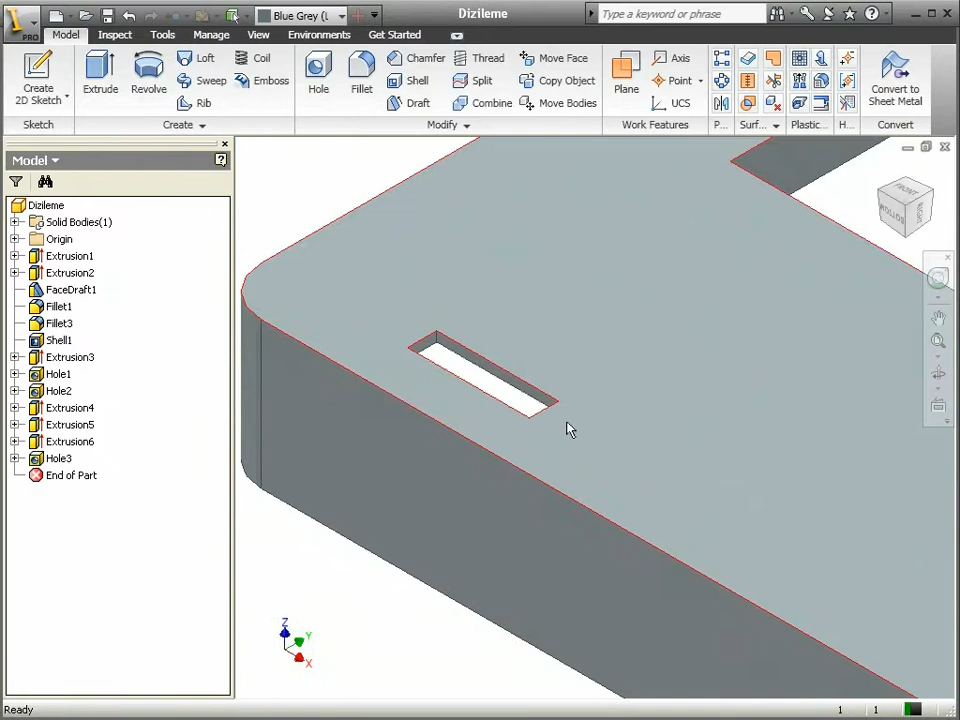 Dizileme
Blue Grey (l
Type a keyword or phrase
PRO
Model
Inspect
Tools
Manage
View
Environments
Get Started
Create
2D Sketch
Extrude
Revolve
Loft
Sweep
Rib
Coil
Emboss
Hole
Fillet
Chamfer
Shell
Draft
Thread
Split
Combine
Move Face
Copy Object
Move Bodies
Plane
Axis
Point
UCS
Convert to
Sheet Metal
Sketch
Create
Modify
Work Features
P...
Surf...
Plastic...
H...
Convert
Model
Dizileme
Solid Bodies(1)
Origin
Extrusion1
Extrusion2
FaceDraft1
Fillet1
Fillet3
Shell1
Extrusion3
Hole1
Hole2
Extrusion4
Extrusion5
Extrusion6
Hole3
End of Part
FRONT
RIGHT
BOTTOM
Z
Y
X
Ready
1
1